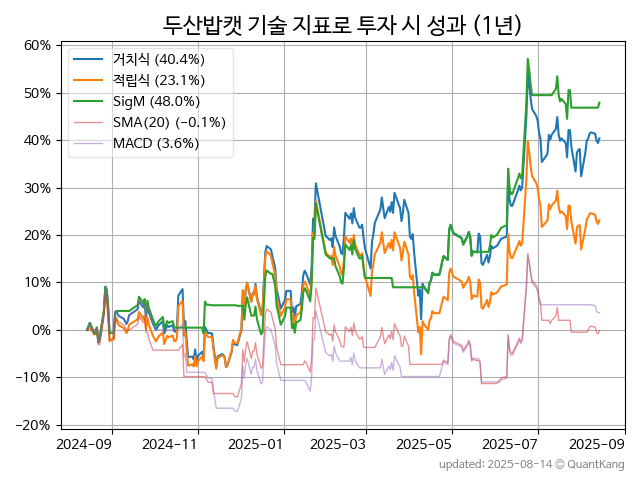 두산밥캣 기술 지표로 투자 시 성과 (1년)
60%
50%
40%
30%
20%
10%
0%
−10%
−20%
거치식 (40.4%)
적립식 (23.1%)
SigM (48.0%)
SMA(20) (−0.1%)
MACD (3.6%)
2024-09
2024-11
2025-01
2025-03
2025-05
2025-07
2025-09
updated: 2025-08-14 © QuantKang